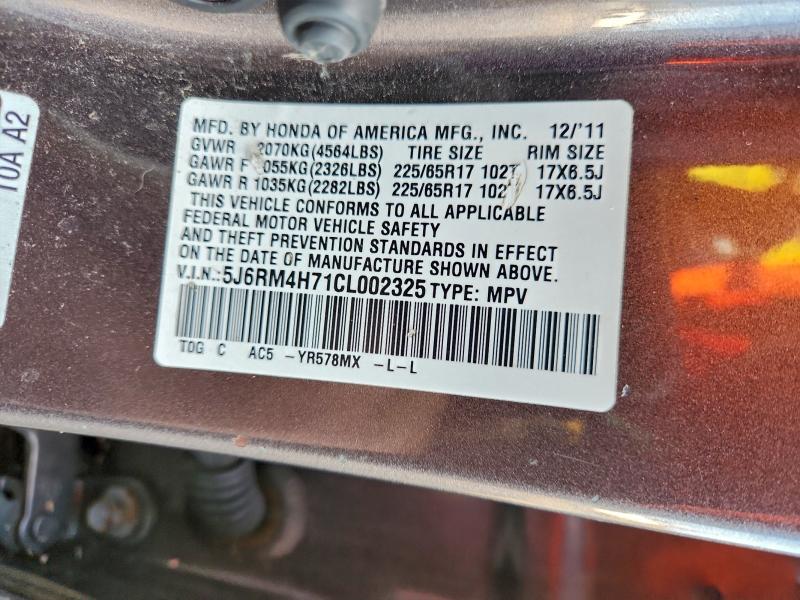 10A A2
MFD. BY HONDA OF AMERICA MFG., INC. 12/'11
GVWR 2070KG(4564LBS) TIRE SIZE RIM SIZE
GAWR F 055KG(2326LBS) 225/65R17 102T 17X6.5J
GAWR R 1035KG(2282LBS) 225/65R17 102 17X6.5J
THIS VEHICLE CONFORMS TO ALL APPLICABLE
FEDERAL MOTOR VEHICLE SAFETY
AND THEFT PREVENTION STANDARDS IN EFFECT
ON THE DATE OF MANUFACTURE SHOWN ABOVE.
V.I.N.: 5J6RM4H71CL002325 TYPE: MPV
TOG C AC5 -YR578MX -L-L